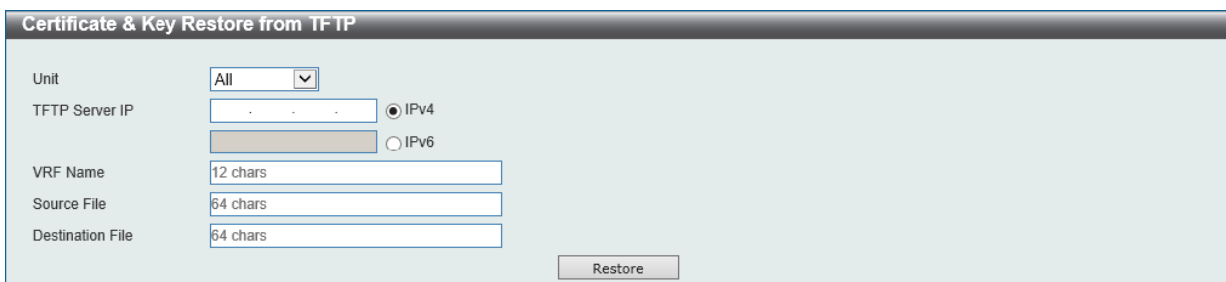 Certificate & Key Restore from TFTP
Unit All
TFTP Server IP . . . IPv4
IPv6
VRF Name 12 chars
Source File 64 chars
Destination File 64 chars
Restore